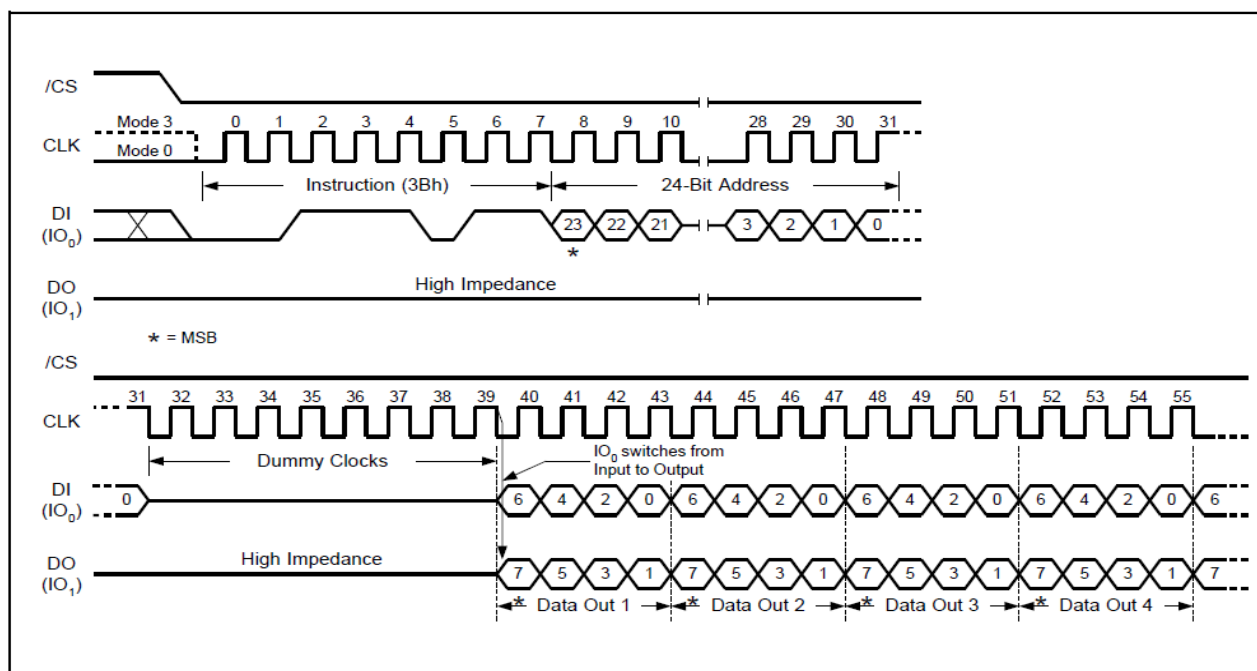 /CS
Mode 3
0 1 2 3 4 5 6 7 8 9 10 28 29 30 31
CLK
Mode 0
Instruction (3Bh) 24-Bit Address
DI
(IO0)
23 22 21 3 2 1 0
*
DO
(IO1)
High Impedance
* = MSB
/CS
31 32 33 34 35 36 37 38 39 40 41 42 43 44 45 46 47 48 49 50 51 52 53 54 55
CLK
Dummy Clocks
IO0 switches from
Input to Output
DI
(IO0)
0 6 4 2 0 6 4 2 0 6 4 2 0 6 4 2 0 6
DO
(IO1)
High Impedance
7 5 3 1 7 5 3 1 7 5 3 1 7 5 3 1 7
* Data Out 1 * Data Out 2 * Data Out 3 * Data Out 4